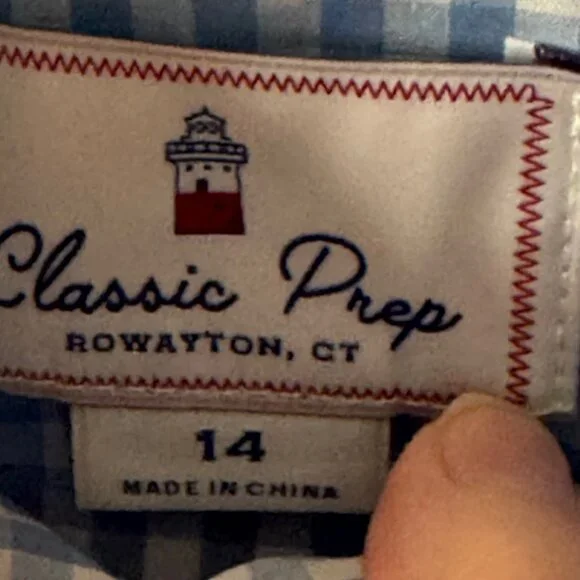 Classic Prep
ROWAYTON, CT
14
MADE IN CHINA